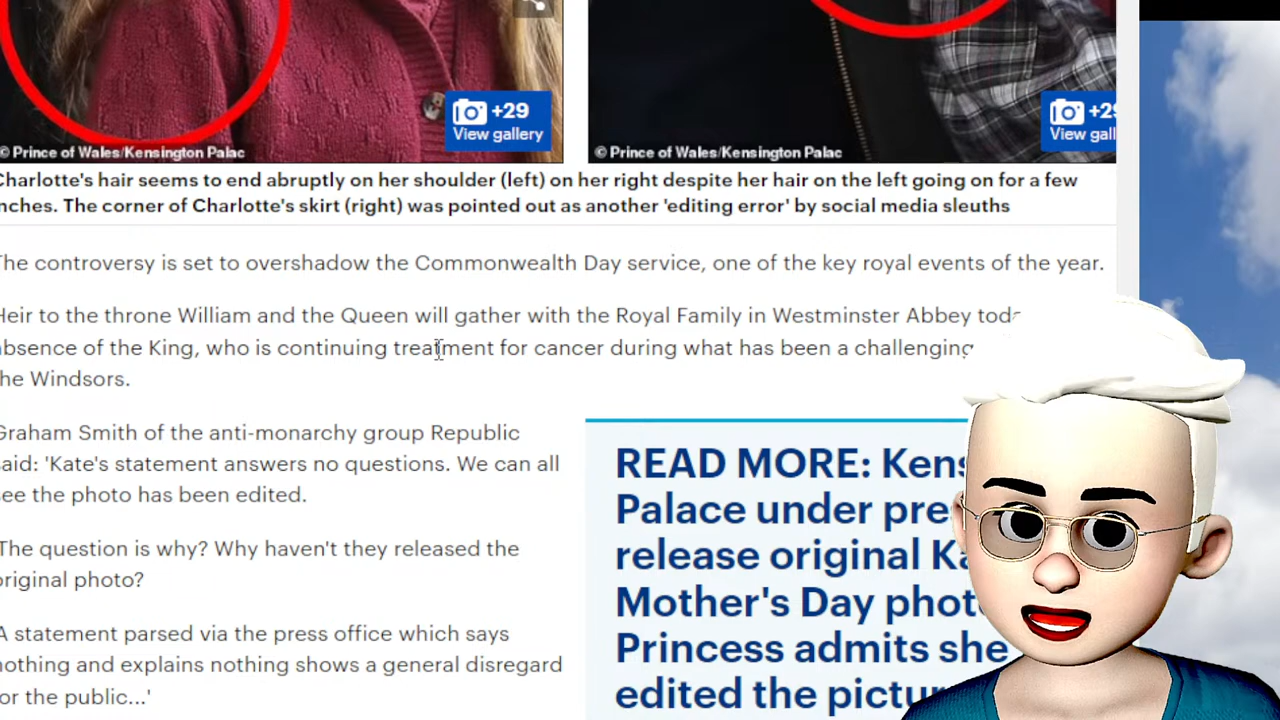 +29
View gallery
© Prince of Wales/Kensington Palac
© Prince of Wales/Kensington Palac
Charlotte's hair seems to end abruptly on her shoulder (left) on her right despite her hair on the left going on for a few
nches. The corner of Charlotte's skirt (right) was pointed out as another 'editing error' by social media sleuths
The controversy is set to overshadow the Commonwealth Day service, one of the key royal events of the year.
Heir to the throne William and the Queen will gather with the Royal Family in Westminster Abbey
absence of the King, who is continuing treatment for cancer during what has been a challenging
he Windsors.
Graham Smith of the anti-monarchy group Republic
aid: 'Kate's statement answers no questions. We can all
ee the photo has been edited.
'The question is why? Why haven't they released the
original photo?
'A statement parsed via the press office which says
nothing and explains nothing shows a general disregard
or the public...'
READ MORE: Kens
Palace under pre
release original Ka
Mother's Day phot
Princess admits she
edited the pictur